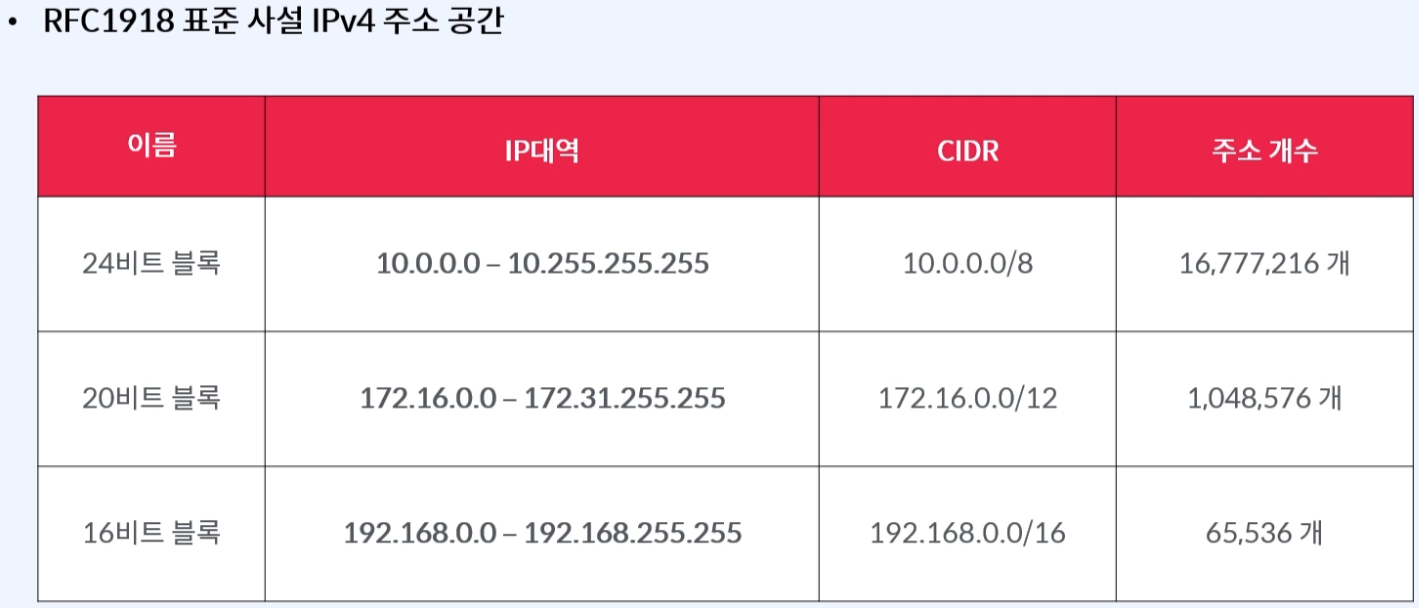 • RFC1918 표준 사설 IPv4 주소 공간
이름 IP대역 CIDR 주소 개수
24비트 블록 10.0.0.0 – 10.255.255.255 10.0.0.0/8 16,777,216 개
20비트 블록 172.16.0.0 – 172.31.255.255 172.16.0.0/12 1,048,576 개
16비트 블록 192.168.0.0 – 192.168.255.255 192.168.0.0/16 65,536 개